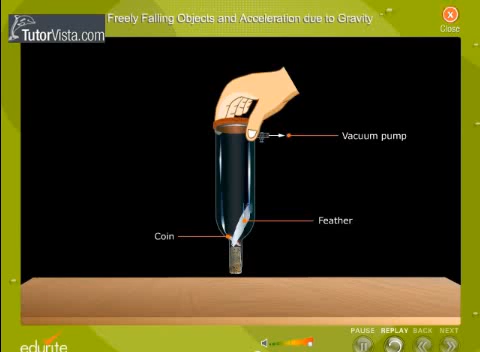 Freely Falling Objects and Acceleration due to Gravity
TutorVista.com
Close
Vacuum pump
Feather
Coin
PAUSE REPLAY BACK NEXT
edurite